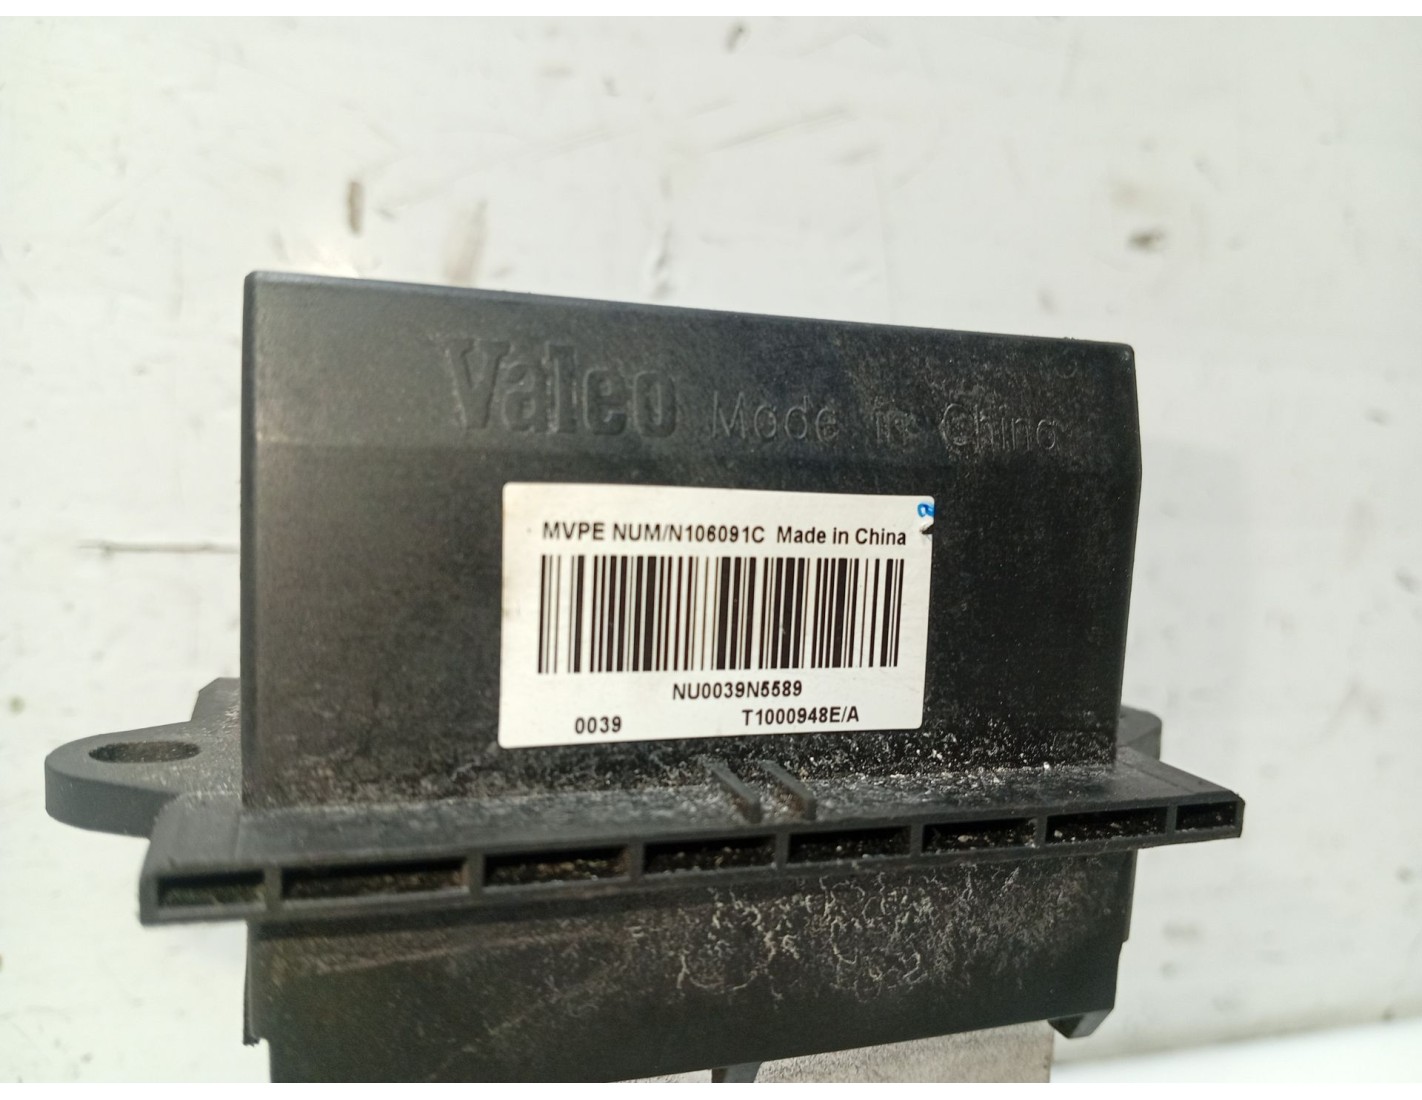 Valeo Made in China
MVPE NUM/N106091C Made in China
NU0039N5589
0039 T1000948E/A